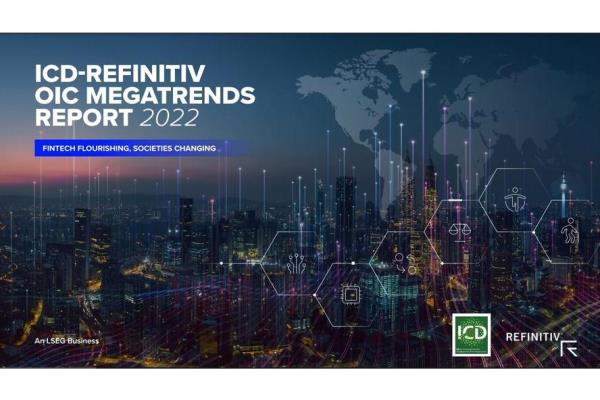 ICD-REFINITIV
OIC MEGATRENDS
REPORT 2022
FINTECH FLOURISHING, SOCIETIES CHANGING
An LSEG Business
ICD
REFINITIV